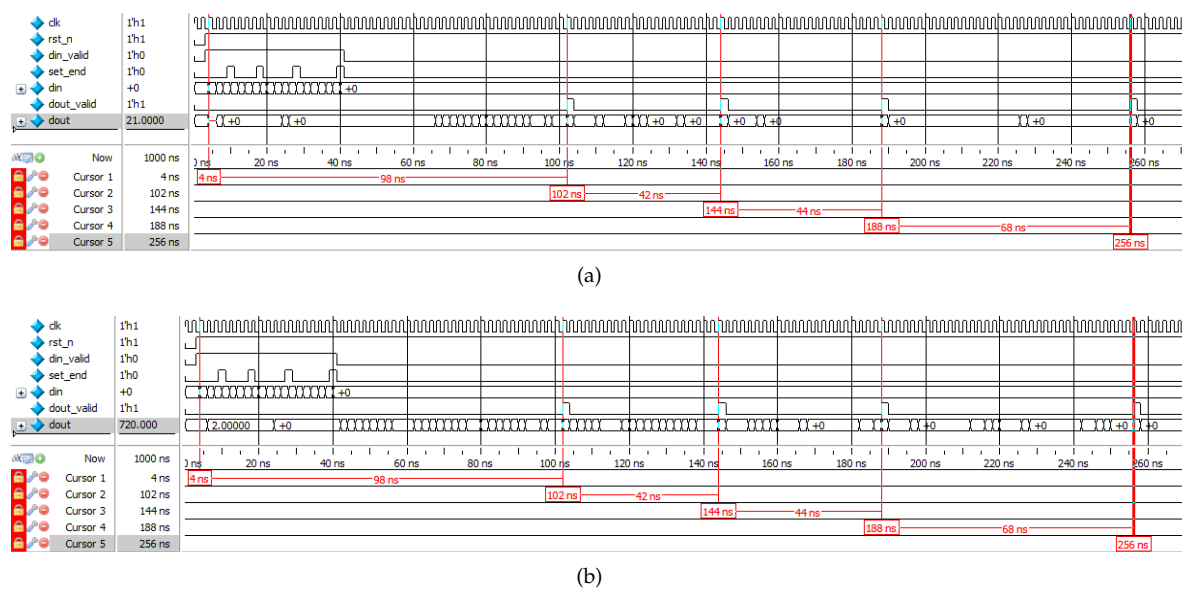 clk 1'h1
rst_n 1'h1
din_valid 1'h0
set_end 1'h0
din +0 +0
dout_valid 1'h1
dout 21.0000 +0 +0 +0 +0 +0 +0 +0 +0
Now 1000 ns 20 ns 40 ns 60 ns 80 ns 100 ns 120 ns 140 ns 160 ns 180 ns 200 ns 220 ns 240 ns 260 ns
Cursor 1 4 ns 4 ns 98 ns
Cursor 2 102 ns 102 ns 42 ns
Cursor 3 144 ns 144 ns 44 ns
Cursor 4 188 ns 188 ns 68 ns
Cursor 5 256 ns 256 ns
(a)
clk 1'h1
rst_n 1'h1
din_valid 1'h0
set_end 1'h0
din +0 +0
dout_valid 1'h1
dout 720.000 2.00000 +0 +0 +0 +0 +0 +0
Now 1000 ns 20 ns 40 ns 60 ns 80 ns 100 ns 120 ns 140 ns 160 ns 180 ns 200 ns 220 ns 240 ns 260 ns
Cursor 1 4 ns 4 ns 98 ns
Cursor 2 102 ns 102 ns 42 ns
Cursor 3 144 ns 144 ns 44 ns
Cursor 4 188 ns 188 ns 68 ns
Cursor 5 256 ns 256 ns
(b)